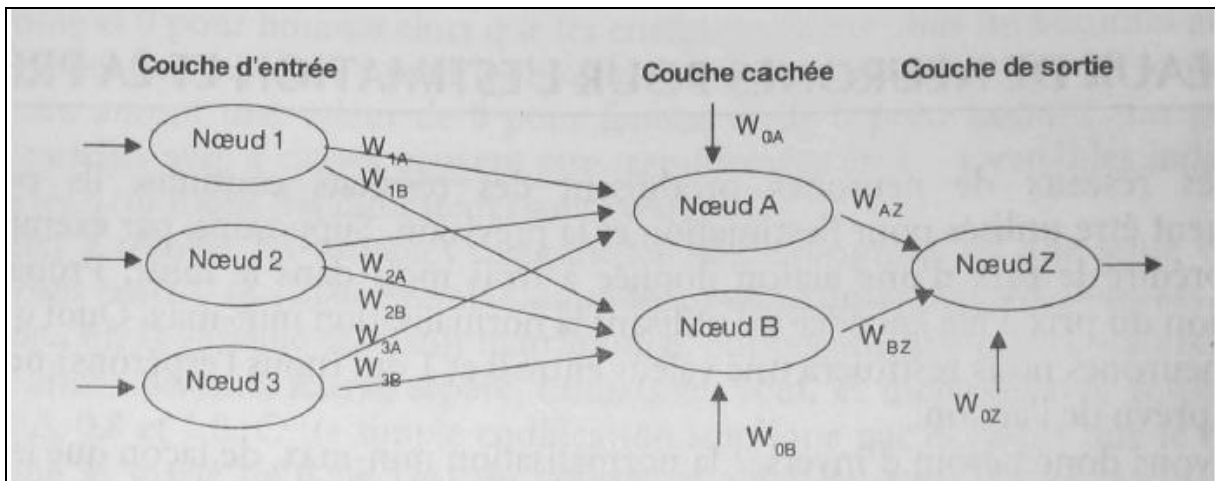 Couche d'entrée
Couche cachée
Couche de sortie
Nœud 1
Nœud 2
Nœud 3
W1A
W1B
W2A
W2B
W3A
W3B
W0A
Nœud A
Nœud B
W0B
WAZ
WBZ
Nœud Z
W0Z